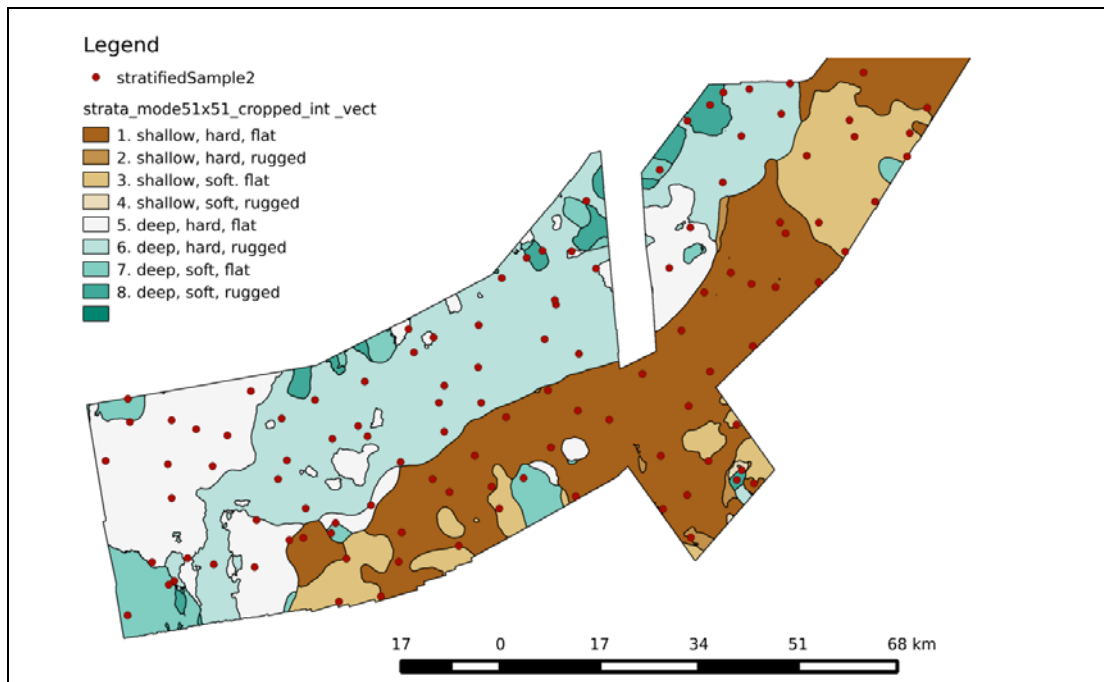 Legend
stratifiedSample2
strata_mode51x51_cropped_int _vect
1. shallow, hard, flat
2. shallow, hard, rugged
3. shallow, soft. flat
4. shallow, soft, rugged
5. deep, hard, flat
6. deep, hard, rugged
7. deep, soft, flat
8. deep, soft, rugged
17 0 17 34 51 68 km